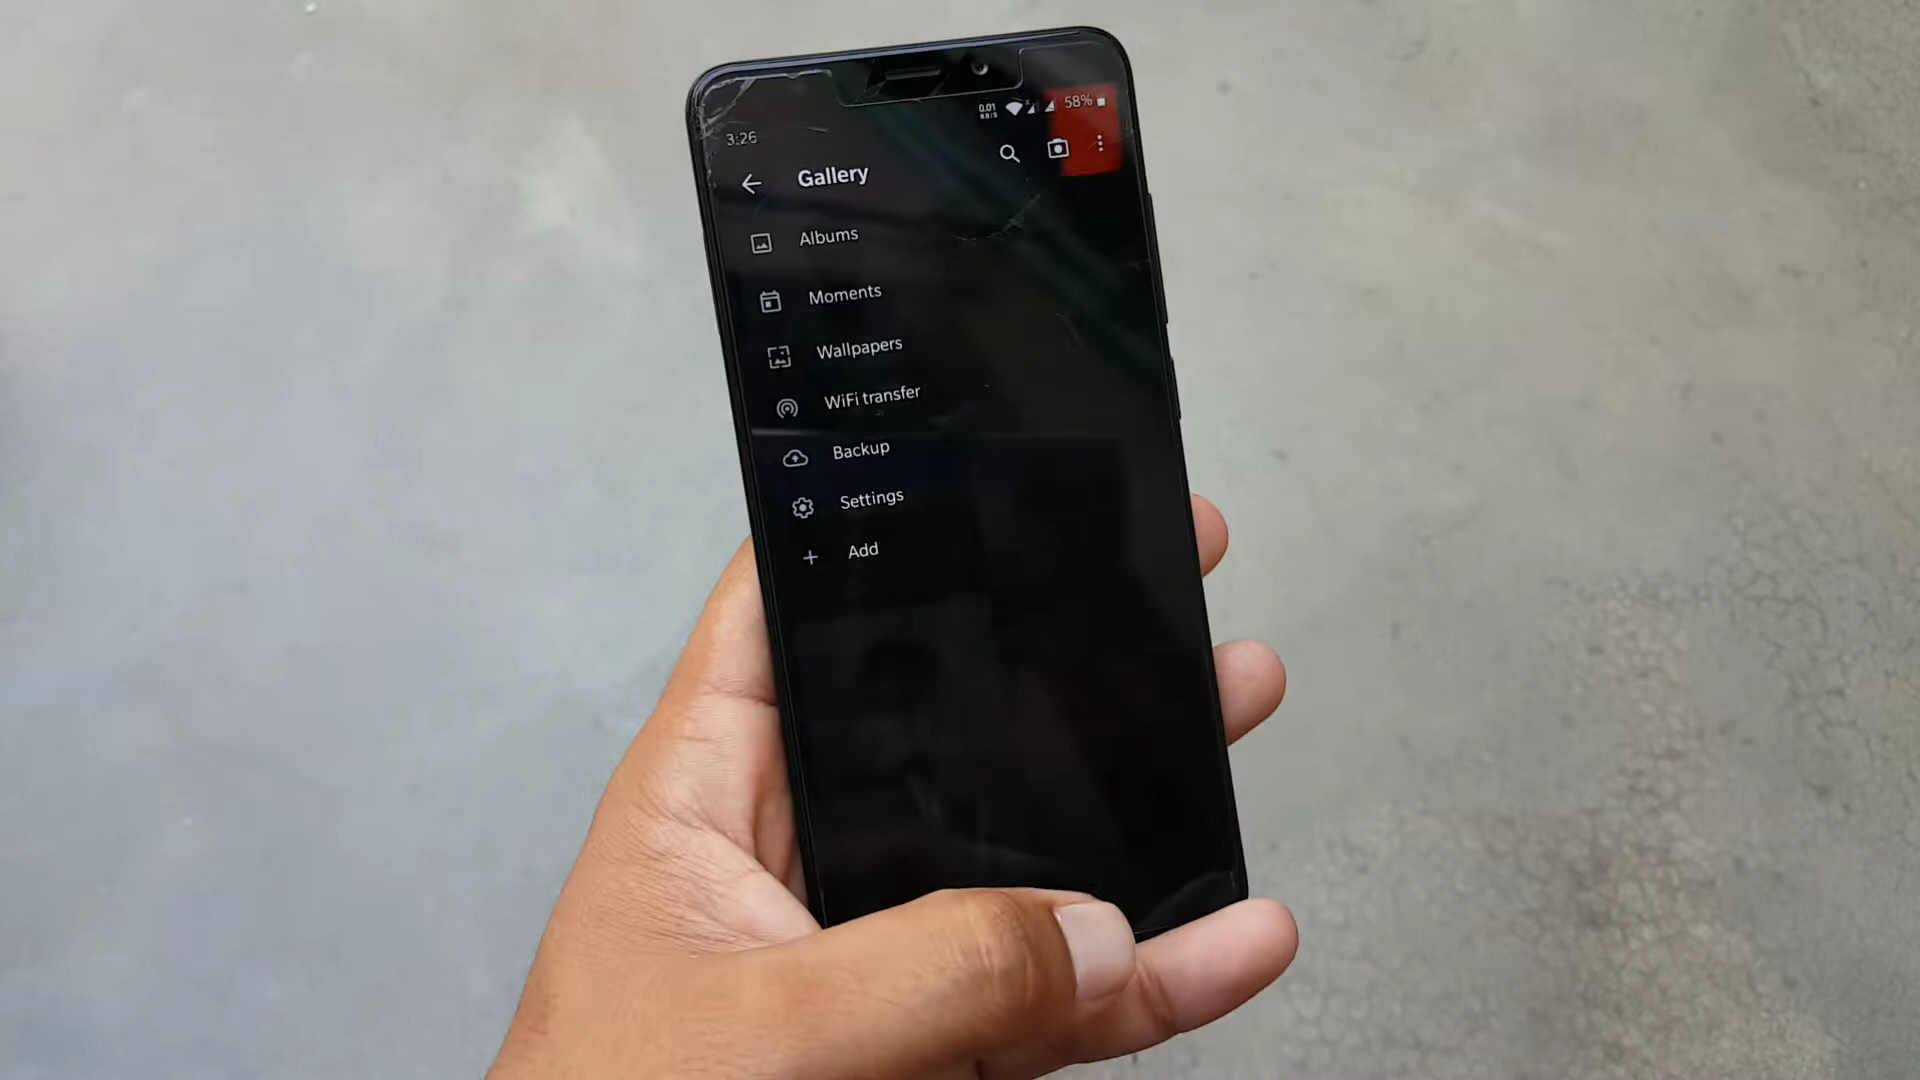 0.01
KB/S
58%
3:26
Gallery
Albums
Moments
Wallpapers
WiFi transfer
Backup
Settings
Add